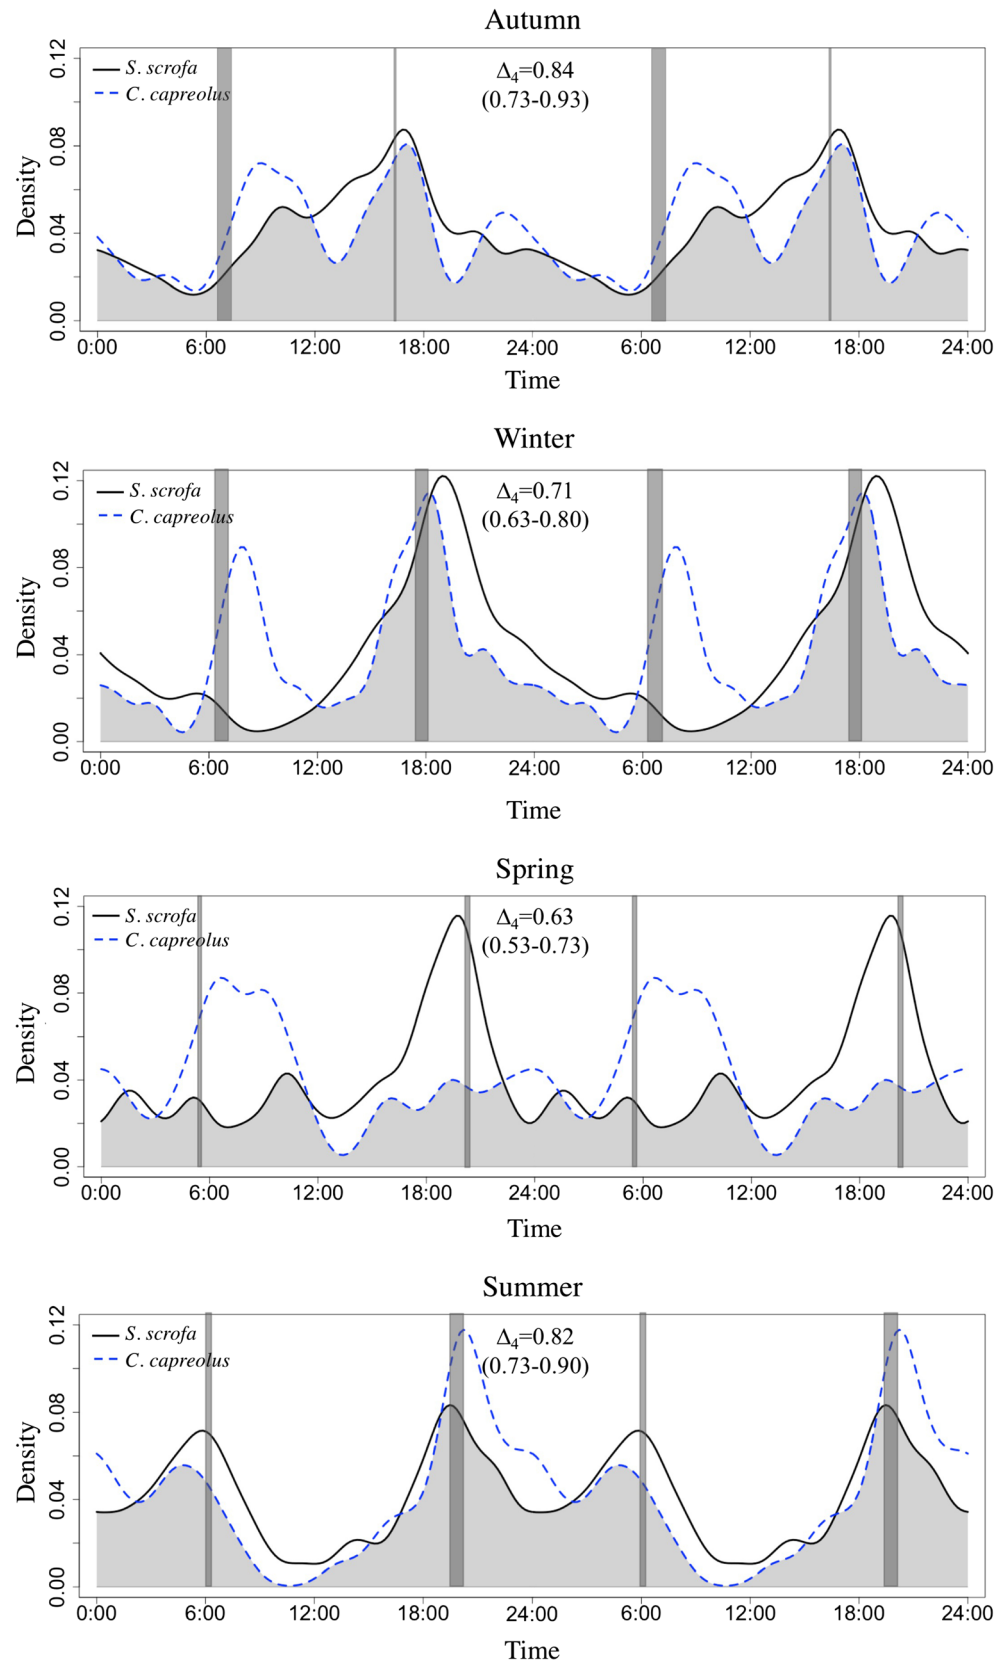 Autumn
S. scrofa
C. capreolus
Δ4=0.84
(0.73-0.93)
Density
0.12
0.08
0.04
0.00
0:00 6:00 12:00 18:00 24:00 6:00 12:00 18:00 24:00
Time
Winter
S. scrofa
C. capreolus
Δ4=0.71
(0.63-0.80)
Density
0.12
0.08
0.04
0.00
0:00 6:00 12:00 18:00 24:00 6:00 12:00 18:00 24:00
Time
Spring
S. scrofa
C. capreolus
Δ4=0.63
(0.53-0.73)
Density
0.12
0.08
0.04
0.00
0:00 6:00 12:00 18:00 24:00 6:00 12:00 18:00 24:00
Time
Summer
S. scrofa
C. capreolus
Δ4=0.82
(0.73-0.90)
Density
0.12
0.08
0.04
0.00
0:00 6:00 12:00 18:00 24:00 6:00 12:00 18:00 24:00
Time